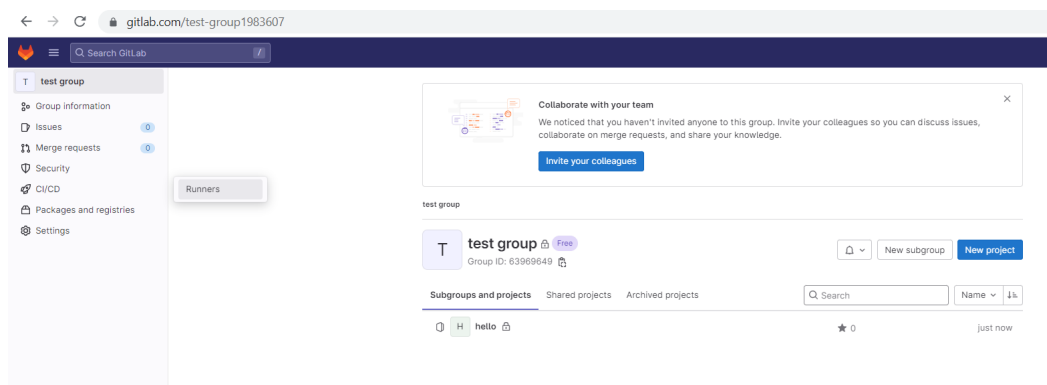 gitlab.com/test-group1983607
Search GitLab /
T test group
Group information
Issues 0
Merge requests 0
Security
CI/CD
Runners
Packages and registries
Settings
Collaborate with your team
We noticed that you haven't invited anyone to this group. Invite your colleagues so you can discuss issues,
collaborate on merge requests, and share your knowledge.
Invite your colleagues
test group
T
test group Free
Group ID: 63969649
New subgroup
New project
Subgroups and projects Shared projects Archived projects
Search
Name
H hello
0
just now